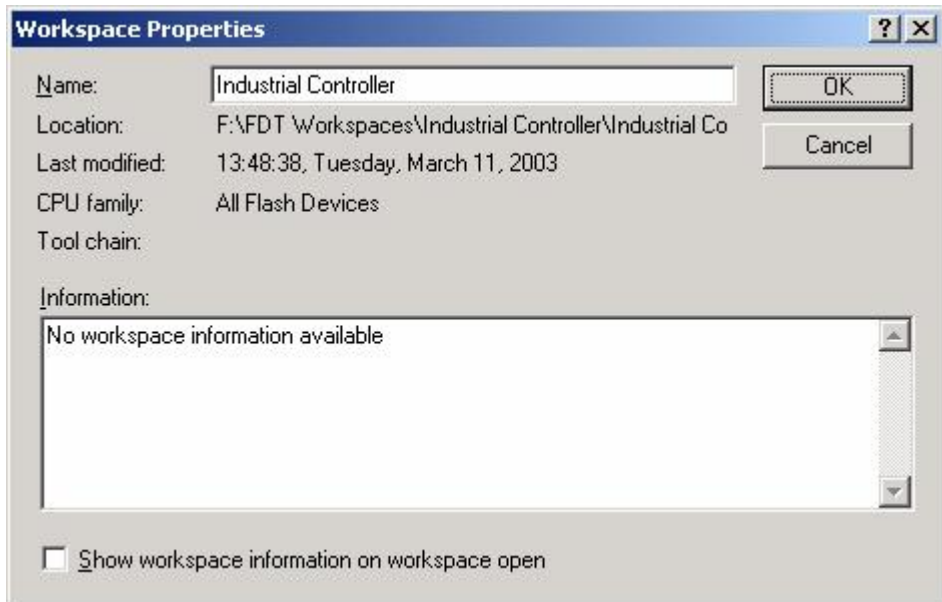 Workspace Properties
Name: Industrial Controller OK
Location: F:\FDT Workspaces\Industrial Controller\Industrial Co
Last modified: 13:48:38, Tuesday, March 11, 2003 Cancel
CPU family: All Flash Devices
Tool chain:
Information:
No workspace information available
Show workspace information on workspace open